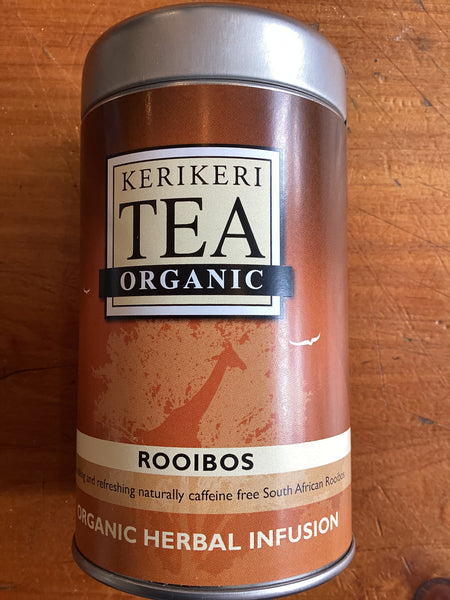 KERIKERI
TEA
ORGANIC
ROOIBOS
and refreshing naturally caffeine free South African Rooibos
ORGANIC HERBAL INFUSION